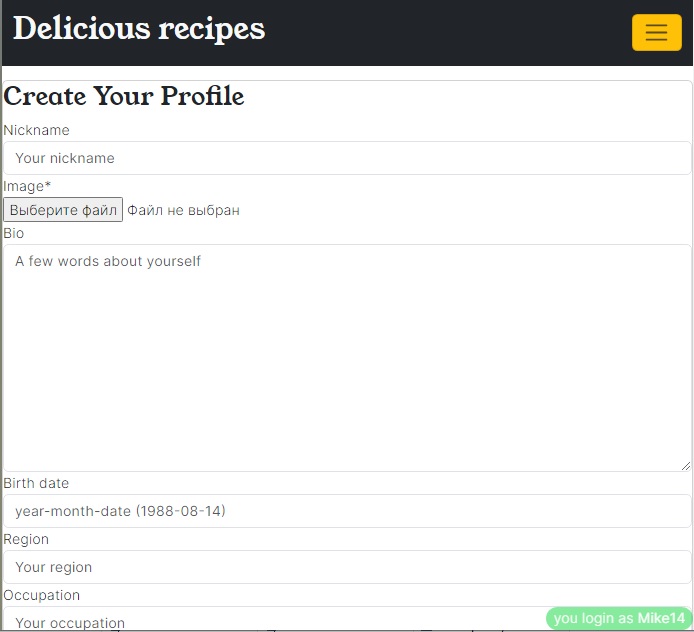 Delicious recipes
Create Your Profile
Nickname
Your nickname
Image*
Выберите файл Файл не выбран
Bio
A few words about yourself
Birth date
year-month-date (1988-08-14)
Region
Your region
Occupation
Your occupation
you login as Mike14